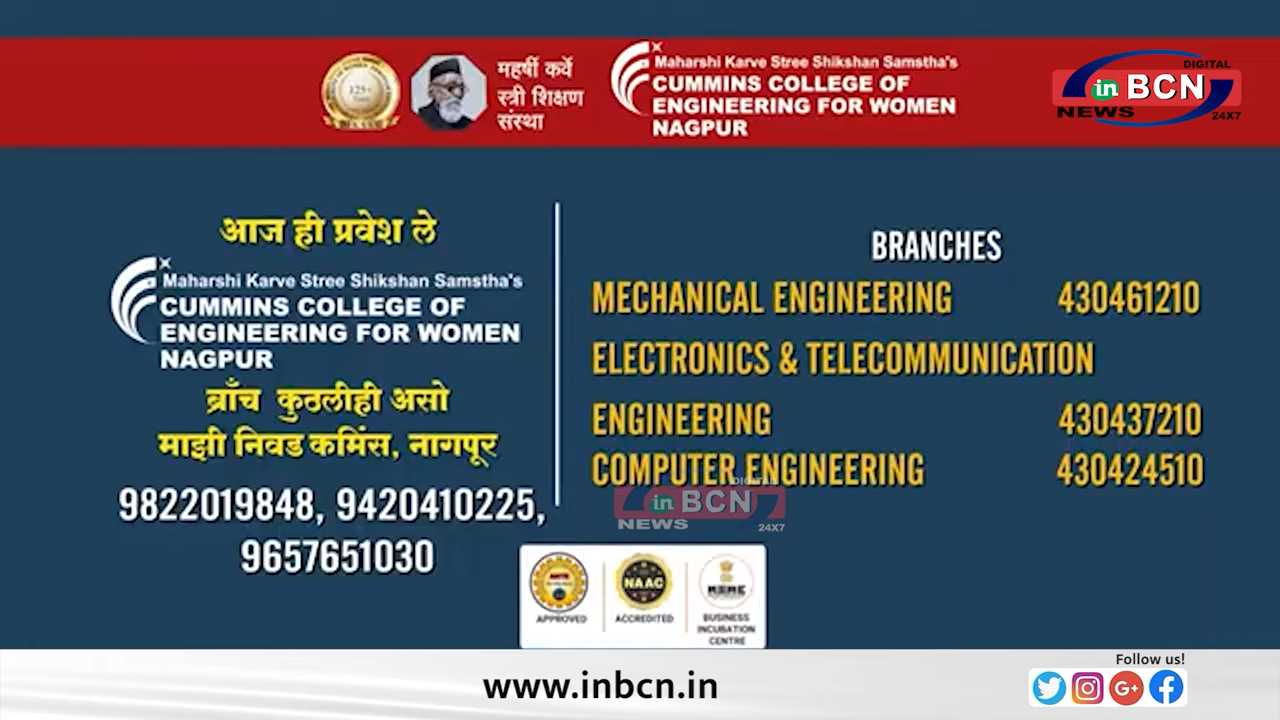 125+
महर्षी कर्वे
स्त्री शिक्षण
संस्था
Maharshi Karve Stree Shikshan Samstha's
CUMMINS COLLEGE OF
ENGINEERING FOR WOMEN
NAGPUR
DIGITAL
in BCN
NEWS 24X7
आज ही प्रवेश ले
Maharshi Karve Stree Shikshan Samstha's
CUMMINS COLLEGE OF
ENGINEERING FOR WOMEN
NAGPUR
ब्राँच कुठलीही असो
माझी निवड कमिंस, नागपूर
9822019848, 9420410225,
9657651030
BRANCHES
MECHANICAL ENGINEERING 430461210
ELECTRONICS & TELECOMMUNICATION
ENGINEERING 430437210
COMPUTER ENGINEERING 430424510
DIGITAL
in BCN
NEWS 24X7
APPROVED
NAAC
ACCREDITED
BUSINESS
INCUBATION
CENTRE
www.inbcn.in
Follow us!